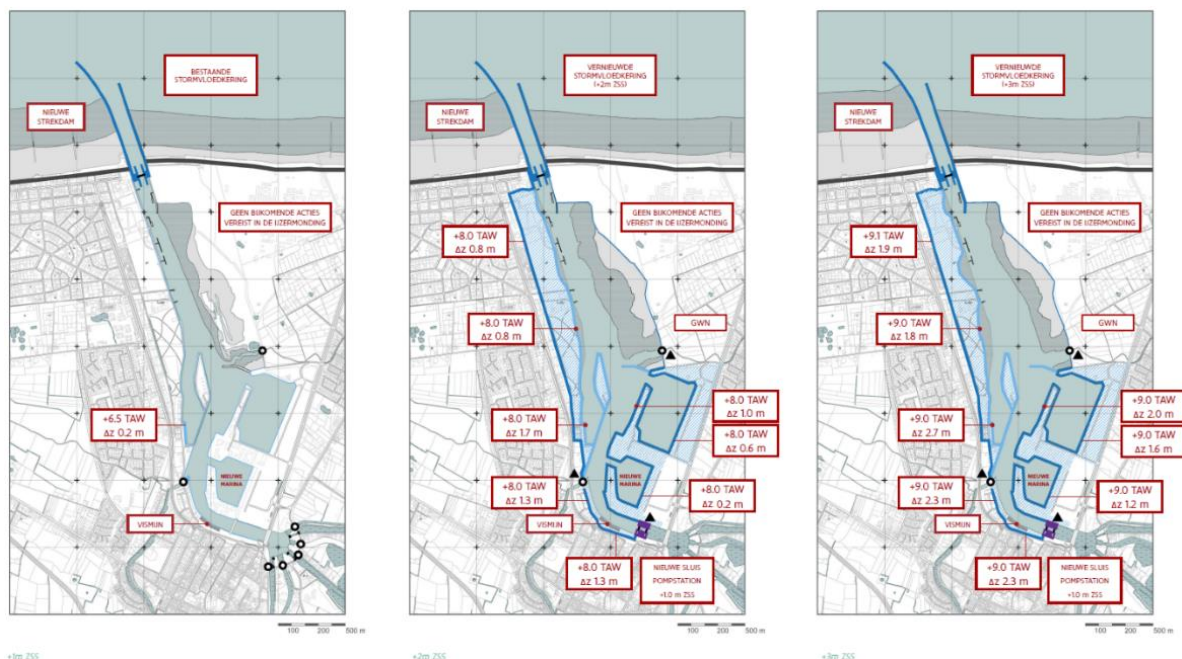 BESTAANDE
STORMVLOEDKERING
NIEUWE
STREKDAM
GEEN BIJKOMENDE ACTIES
VEREIST IN DE IJZERMONDING
+6.5 TAW
Δz 0.2 m
NIEUWE
MARINA
VISMIJN
100 200 500 m
+1m ZSS
VERNIEUWDE
STORMVLOEDKERING
(+2m ZSS)
NIEUWE
STREKDAM
GEEN BIJKOMENDE ACTIES
VEREIST IN DE IJZERMONDING
+8.0 TAW
Δz 0.8 m
+8.0 TAW
Δz 0.8 m
GWN
+8.0 TAW
Δz 1.0 m
+8.0 TAW
Δz 1.7 m
+8.0 TAW
Δz 0.6 m
+8.0 TAW
Δz 1.3 m
NIEUWE
MARINA
+8.0 TAW
Δz 0.2 m
VISMIJN
+8.0 TAW
Δz 1.3 m
NIEUWE SLUIS
POMPSTATION
+1.0 m ZSS
100 200 500 m
+2m ZSS
VERNIEUWDE
STORMVLOEDKERING
(+3m ZSS)
NIEUWE
STREKDAM
GEEN BIJKOMENDE ACTIES
VEREIST IN DE IJZERMONDING
+9.1 TAW
Δz 1.9 m
+9.0 TAW
Δz 1.8 m
GWN
+9.0 TAW
Δz 2.0 m
+9.0 TAW
Δz 2.7 m
+9.0 TAW
Δz 1.6 m
+9.0 TAW
Δz 2.3 m
NIEUWE
MARINA
+9.0 TAW
Δz 1.2 m
VISMIJN
+9.0 TAW
Δz 2.3 m
NIEUWE SLUIS
POMPSTATION
+1.0 m ZSS
100 200 500 m
+3m ZSS